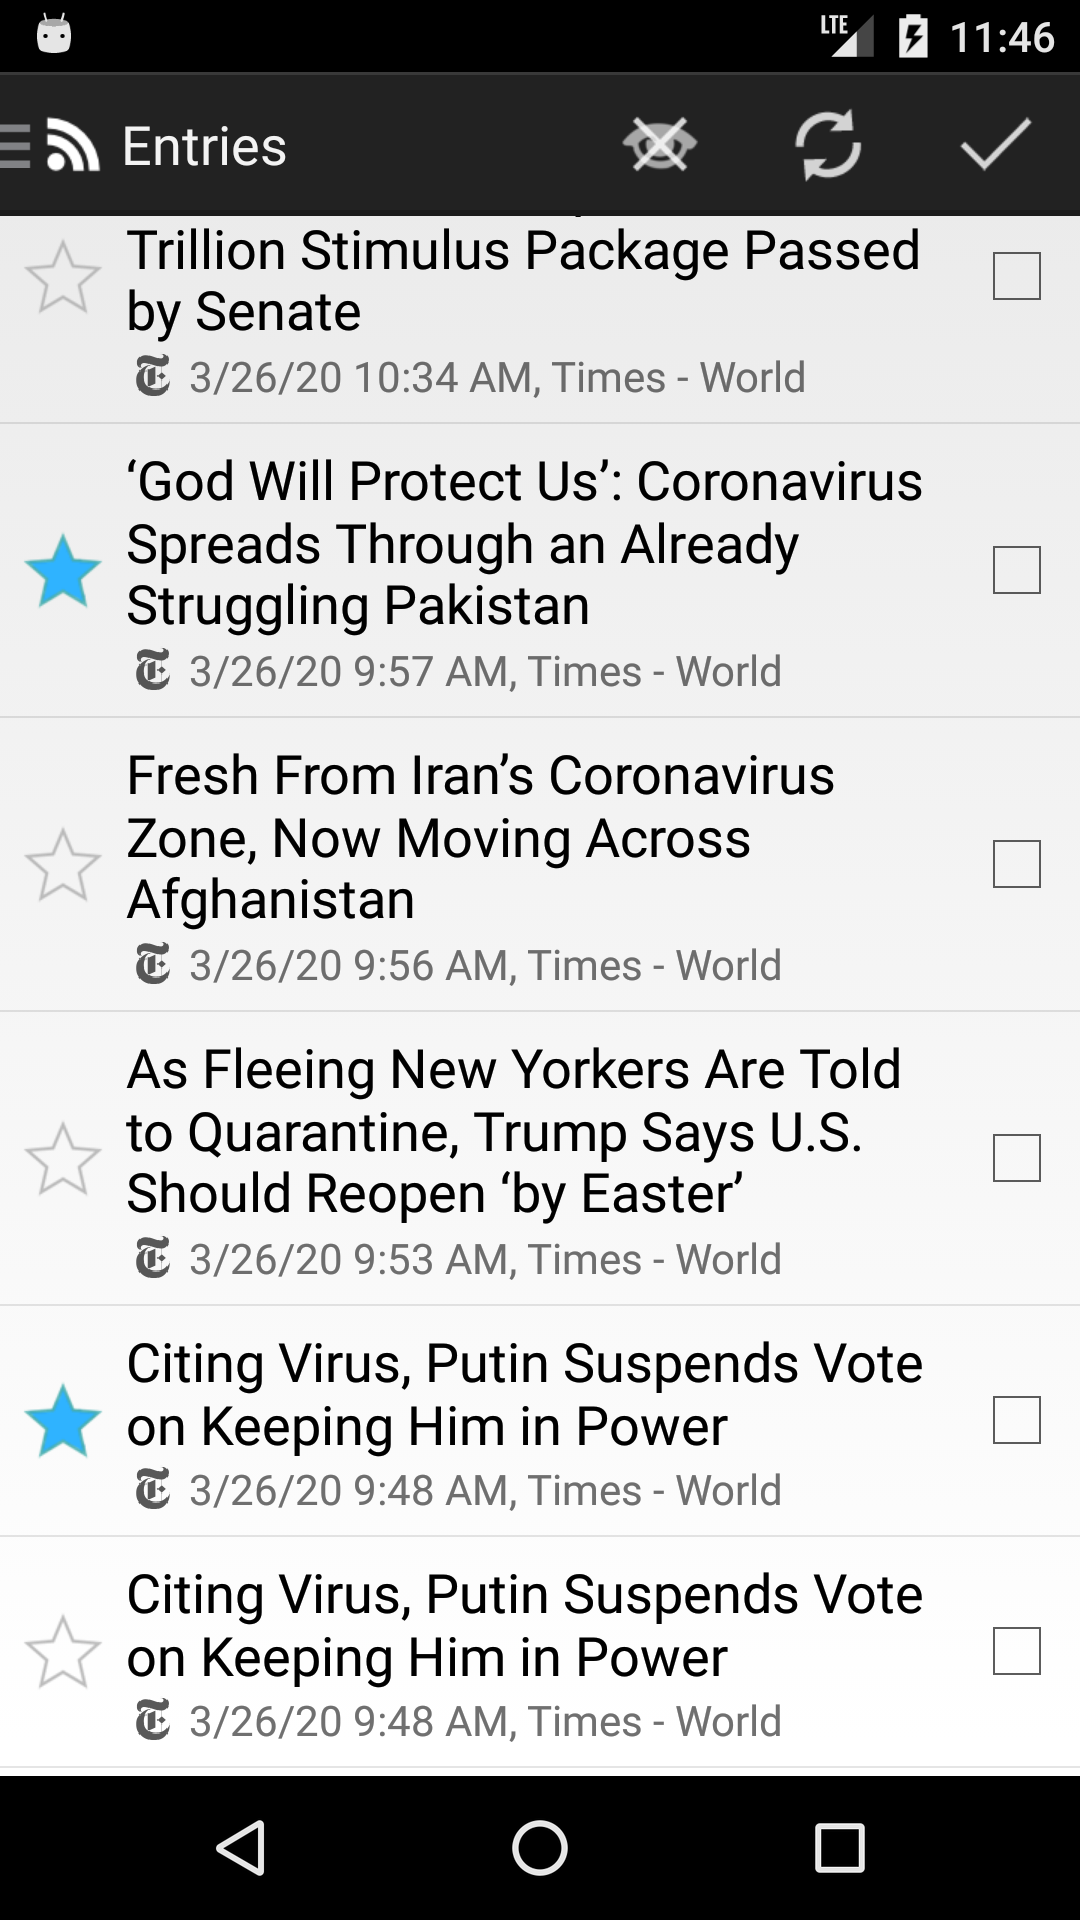 LTE 11:46
Entries
Trillion Stimulus Package Passed
by Senate
3/26/20 10:34 AM, Times - World
‘God Will Protect Us’: Coronavirus
Spreads Through an Already
Struggling Pakistan
3/26/20 9:57 AM, Times - World
Fresh From Iran’s Coronavirus
Zone, Now Moving Across
Afghanistan
3/26/20 9:56 AM, Times - World
As Fleeing New Yorkers Are Told
to Quarantine, Trump Says U.S.
Should Reopen ‘by Easter’
3/26/20 9:53 AM, Times - World
Citing Virus, Putin Suspends Vote
on Keeping Him in Power
3/26/20 9:48 AM, Times - World
Citing Virus, Putin Suspends Vote
on Keeping Him in Power
3/26/20 9:48 AM, Times - World